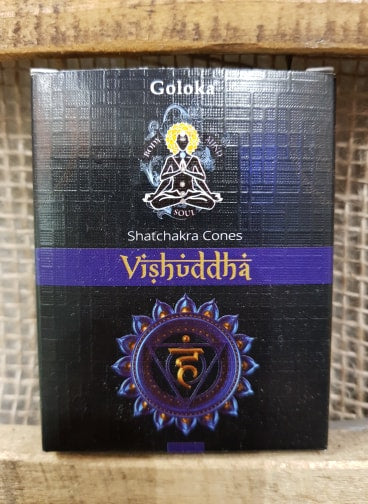 Goloka
BODY MIND
SOUL
Shatchakra Cones
Vishuddha
हं